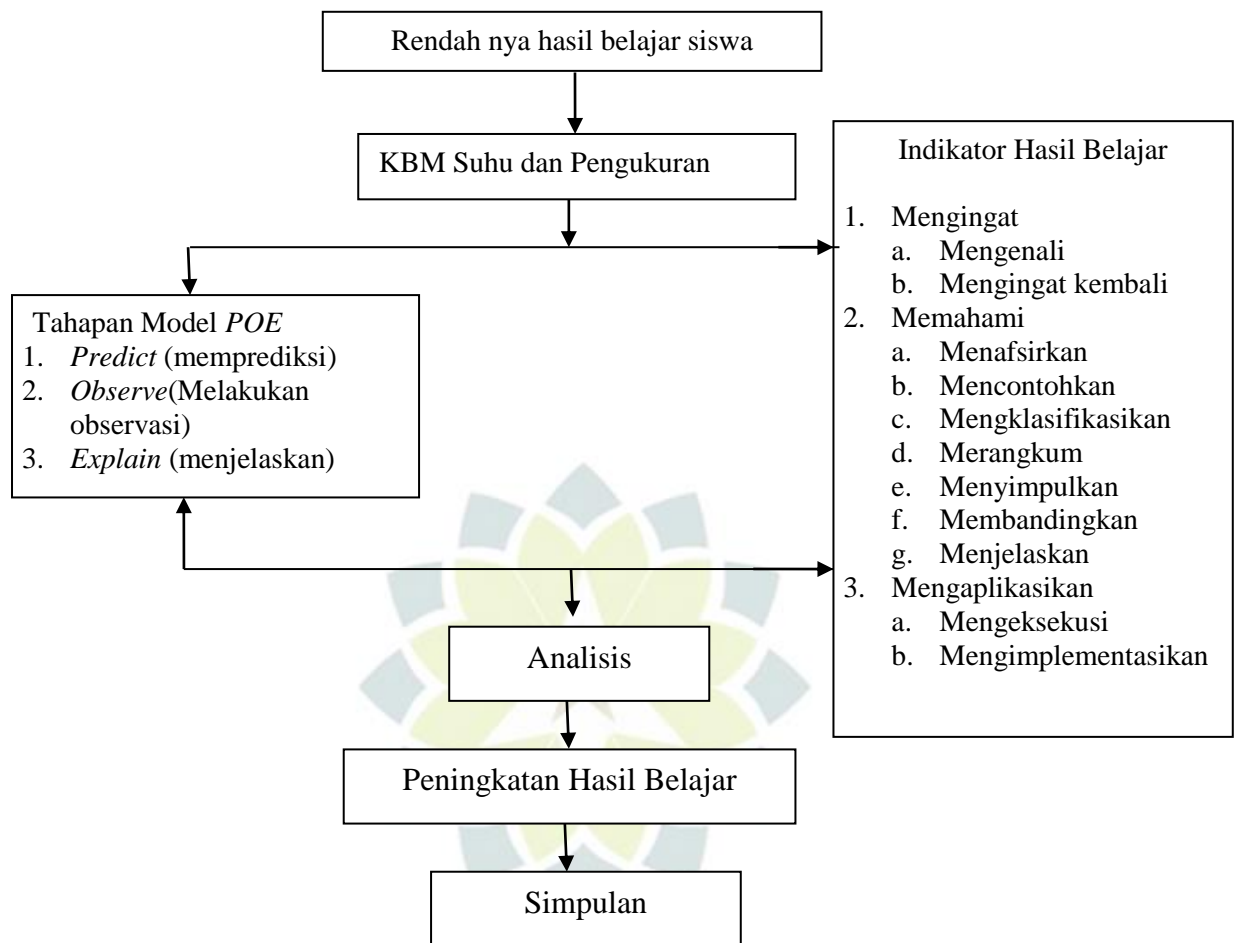 Rendah nya hasil belajar siswa
KBM Suhu dan Pengukuran
Tahapan Model POE
1. Predict (memprediksi)
2. Observe(Melakukan
observasi)
3. Explain (menjelaskan)
Indikator Hasil Belajar
1. Mengingat
a. Mengenali
b. Mengingat kembali
2. Memahami
a. Menafsirkan
b. Mencontohkan
c. Mengklasifikasikan
d. Merangkum
e. Menyimpulkan
f. Membandingkan
g. Menjelaskan
3. Mengaplikasikan
a. Mengeksekusi
b. Mengimplementasikan
Analisis
Peningkatan Hasil Belajar
Simpulan